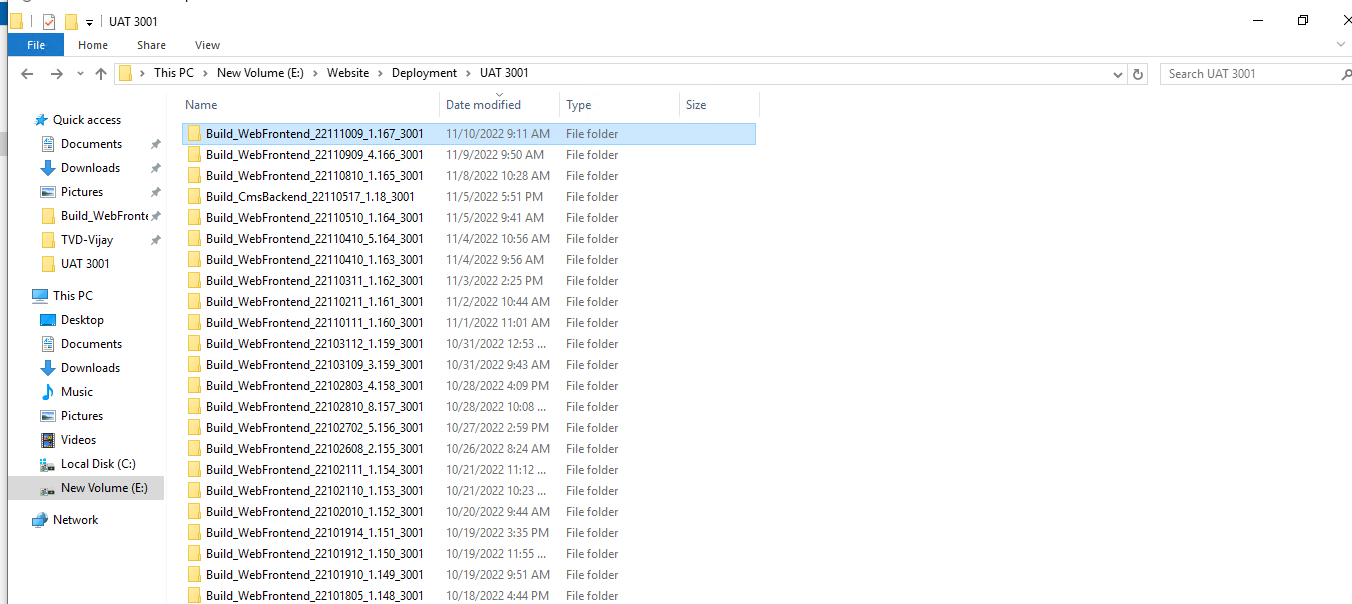 UAT 3001
File Home Share View
This PC New Volume (E:) Website Deployment UAT 3001 Search UAT 3001
Quick access
Documents
Downloads
Pictures
Build_WebFronte
TVD-Vijay
UAT 3001
This PC
Desktop
Documents
Downloads
Music
Pictures
Videos
Local Disk (C:)
New Volume (E:)
Network
Name Date modified Type Size
Build_WebFrontend_22111009_1.167_3001 11/10/2022 9:11 AM File folder
Build_WebFrontend_22110909_4.166_3001 11/9/2022 9:50 AM File folder
Build_WebFrontend_22110810_1.165_3001 11/8/2022 10:28 AM File folder
Build_CmsBackend_22110517_1.18_3001 11/5/2022 5:51 PM File folder
Build_WebFrontend_22110510_1.164_3001 11/5/2022 9:41 AM File folder
Build_WebFrontend_22110410_5.164_3001 11/4/2022 10:56 AM File folder
Build_WebFrontend_22110410_1.163_3001 11/4/2022 9:56 AM File folder
Build_WebFrontend_22110311_1.162_3001 11/3/2022 2:25 PM File folder
Build_WebFrontend_22110211_1.161_3001 11/2/2022 10:44 AM File folder
Build_WebFrontend_22110111_1.160_3001 11/1/2022 11:01 AM File folder
Build_WebFrontend_22103112_1.159_3001 10/31/2022 12:53 ... File folder
Build_WebFrontend_22103109_3.159_3001 10/31/2022 9:43 AM File folder
Build_WebFrontend_22102803_4.158_3001 10/28/2022 4:09 PM File folder
Build_WebFrontend_22102810_8.157_3001 10/28/2022 10:08 ... File folder
Build_WebFrontend_22102702_5.156_3001 10/27/2022 2:59 PM File folder
Build_WebFrontend_22102608_2.155_3001 10/26/2022 8:24 AM File folder
Build_WebFrontend_22102111_1.154_3001 10/21/2022 11:12 ... File folder
Build_WebFrontend_22102110_1.153_3001 10/21/2022 10:23 ... File folder
Build_WebFrontend_22102010_1.152_3001 10/20/2022 9:44 AM File folder
Build_WebFrontend_22101914_1.151_3001 10/19/2022 3:35 PM File folder
Build_WebFrontend_22101912_1.150_3001 10/19/2022 11:55 ... File folder
Build_WebFrontend_22101910_1.149_3001 10/19/2022 9:51 AM File folder
Build_WebFrontend_22101805_1.148_3001 10/18/2022 4:44 PM File folder